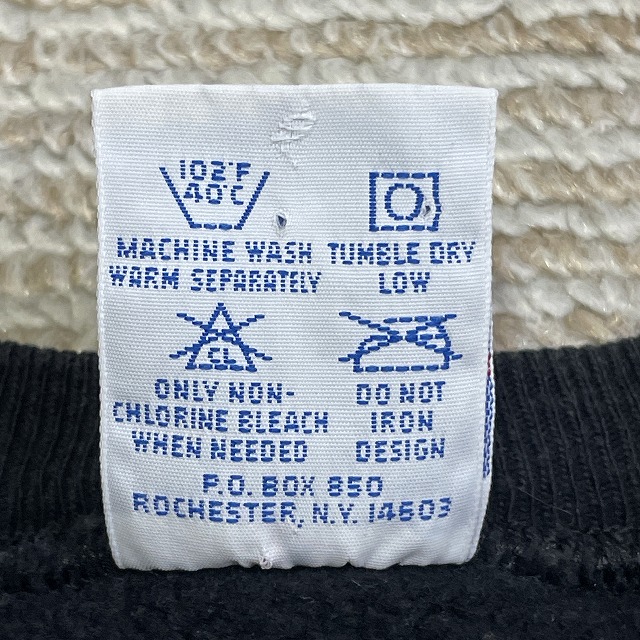 102°F
40°C
MACHINE WASH
WARM SEPARATELY
TUMBLE DRY
LOW
CL
ONLY NON-
CHLORINE BLEACH
WHEN NEEDED
DO NOT
IRON
DESIGN
P.O. BOX 850
ROCHESTER, N.Y. 14603